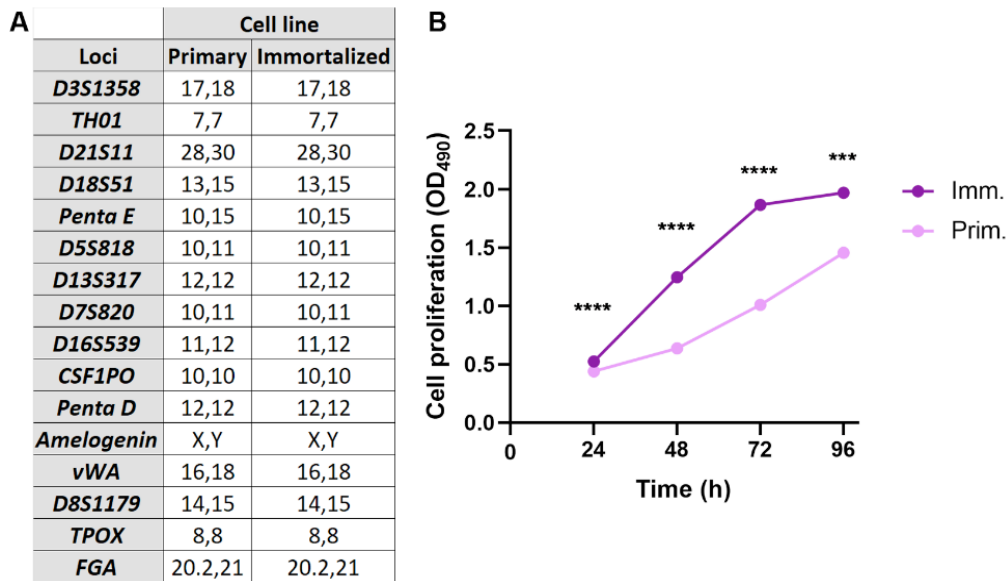 A
Cell line
Loci Primary Immortalized
D3S1358 17,18 17,18
TH01 7,7 7,7
D21S11 28,30 28,30
D18S51 13,15 13,15
Penta E 10,15 10,15
D5S818 10,11 10,11
D13S317 12,12 12,12
D7S820 10,11 10,11
D16S539 11,12 11,12
CSF1PO 10,10 10,10
Penta D 12,12 12,12
Amelogenin X,Y X,Y
vWA 16,18 16,18
D8S1179 14,15 14,15
TPOX 8,8 8,8
FGA 20.2,21 20.2,21
B
Cell proliferation (OD490)
2.5
2.0
1.5
1.0
0.5
0.0
**** **** **** ***
0 24 48 72 96
Time (h)
Imm.
Prim.